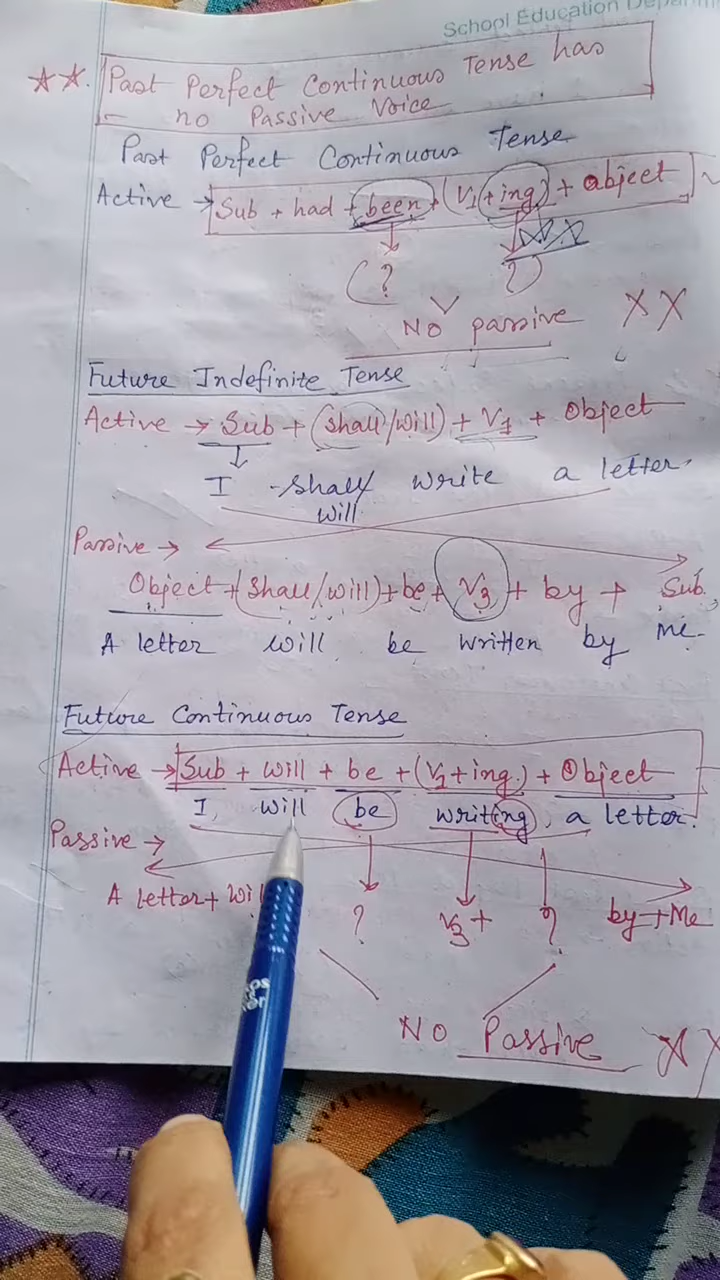 School Education
★★. Past Perfect Continuous Tense has
no Passive Voice
Past Perfect Continuous Tense
Active → Sub + had + been + (V1 + ing) + Object
? ?
No passive XX
Future Indefinite Tense
Active → Sub + (shall/will) + V1 + Object
I shall write a letter.
will
Passive →
Object + (shall/will) + be + V3 + by + Sub
A letter will be written by Me.
Future Continuous Tense
Active → Sub + will + be + (V1 + ing) + Object
I will be writing a letter.
Passive →
A letter + Wil ? V3 + ? by + Me
No Passive XX